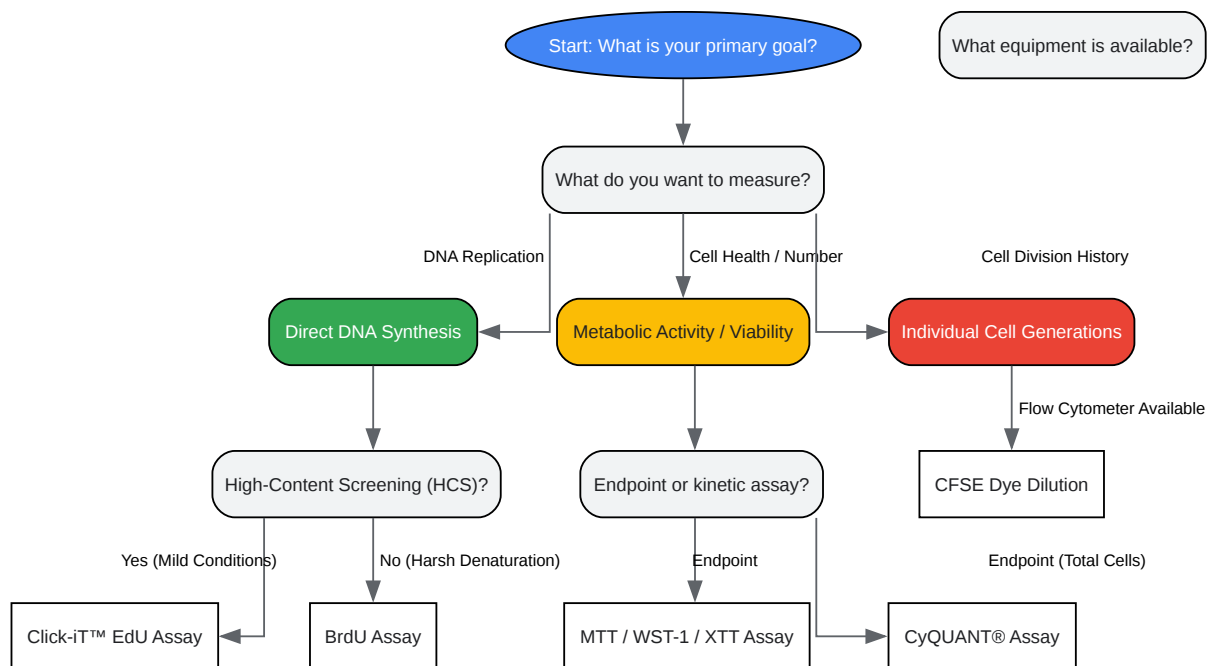 Start: What is your primary goal?
What equipment is available?
What do you want to measure?
DNA Replication
Cell Health / Number
Cell Division History
Direct DNA Synthesis
Metabolic Activity / Viability
Individual Cell Generations
Flow Cytometer Available
High-Content Screening (HCS)?
Endpoint or kinetic assay?
CFSE Dye Dilution
Yes (Mild Conditions)
No (Harsh Denaturation)
Endpoint
Endpoint (Total Cells)
Click-iT™ EdU Assay
BrdU Assay
MTT / WST-1 / XTT Assay
CyQUANT® Assay